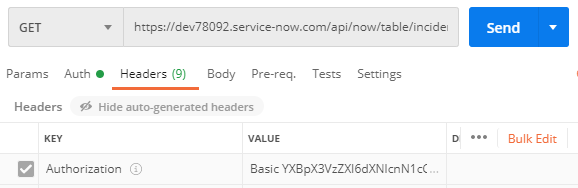 GET https://dev78092.service-now.com/api/now/table/incide Send
Params Auth Headers (9) Body Pre-req. Tests Settings
Headers Hide auto-generated headers
KEY VALUE ••• Bulk Edit
Authorization Basic